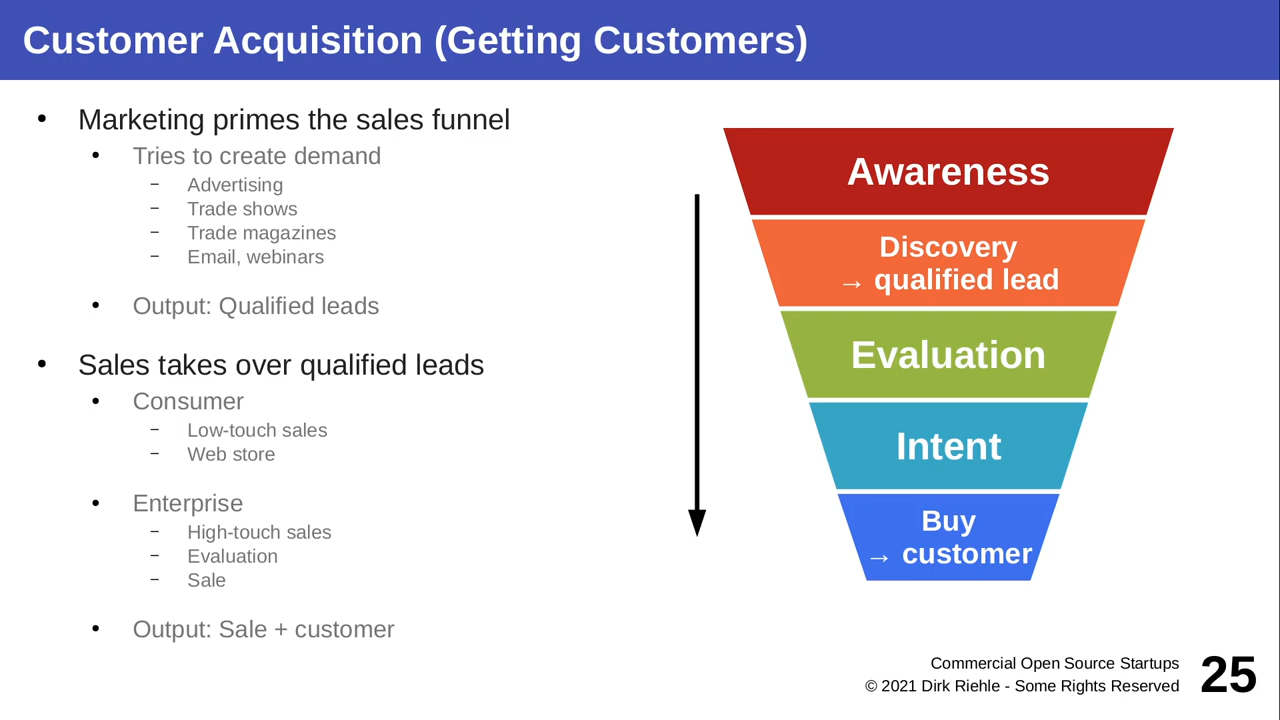 Customer Acquisition (Getting Customers)
• Marketing primes the sales funnel
• Tries to create demand
– Advertising
– Trade shows
– Trade magazines
– Email, webinars
• Output: Qualified leads
• Sales takes over qualified leads
• Consumer
– Low-touch sales
– Web store
• Enterprise
– High-touch sales
– Evaluation
– Sale
• Output: Sale + customer
Awareness
Discovery
→ qualified lead
Evaluation
Intent
Buy
→ customer
Commercial Open Source Startups
© 2021 Dirk Riehle - Some Rights Reserved
25